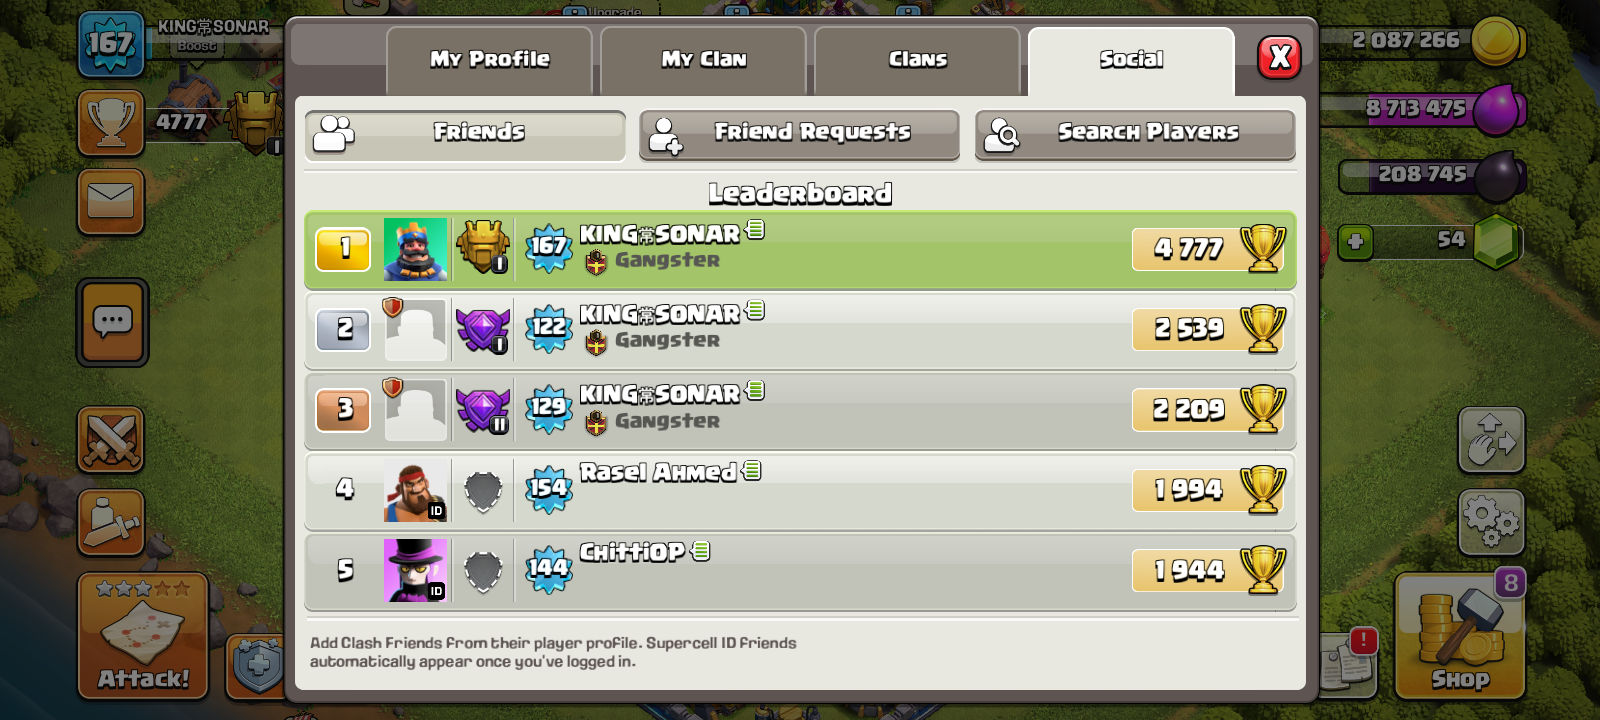 167
KING常SONAR
Boost
Upgrade
4777
My Profile
My Clan
Clans
Social
X
2 087 266
8 713 475
208 745
54
Friends
Friend Requests
Search Players
Leaderboard
1
I
167
KING常SONAR
Gangster
4 777
2
I
122
KING常SONAR
Gangster
2 539
3
II
129
KING常SONAR
Gangster
2 209
4
ID
154
Rasel Ahmed
1 994
5
ID
144
ChittiOP
1 944
Add Clash Friends from their player profile. Supercell ID Friends
automatically appear once you've logged in.
Attack!
!
8
Shop